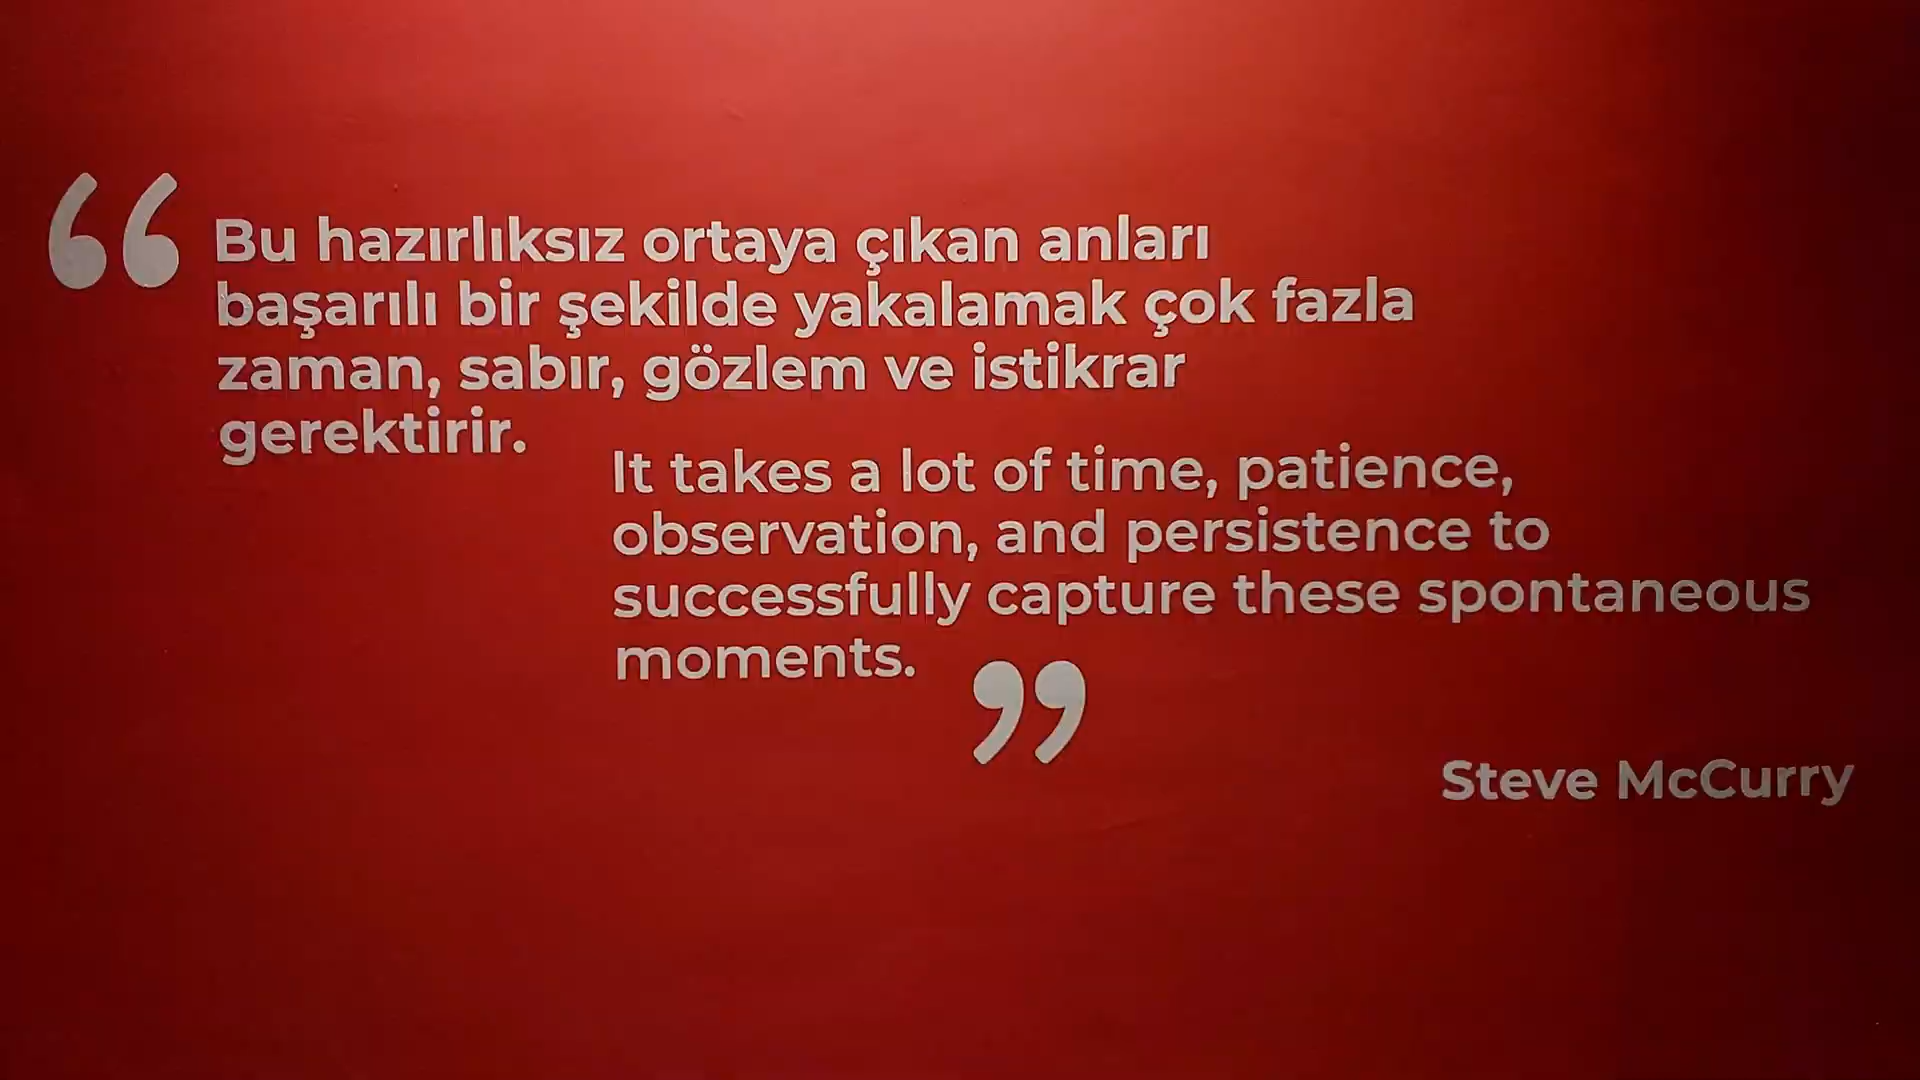 “Bu hazırlıksız ortaya çıkan anları
başarılı bir şekilde yakalamak çok fazla
zaman, sabır, gözlem ve istikrar
gerektirir.
It takes a lot of time, patience,
observation, and persistence to
successfully capture these spontaneous
moments.”
Steve McCurry